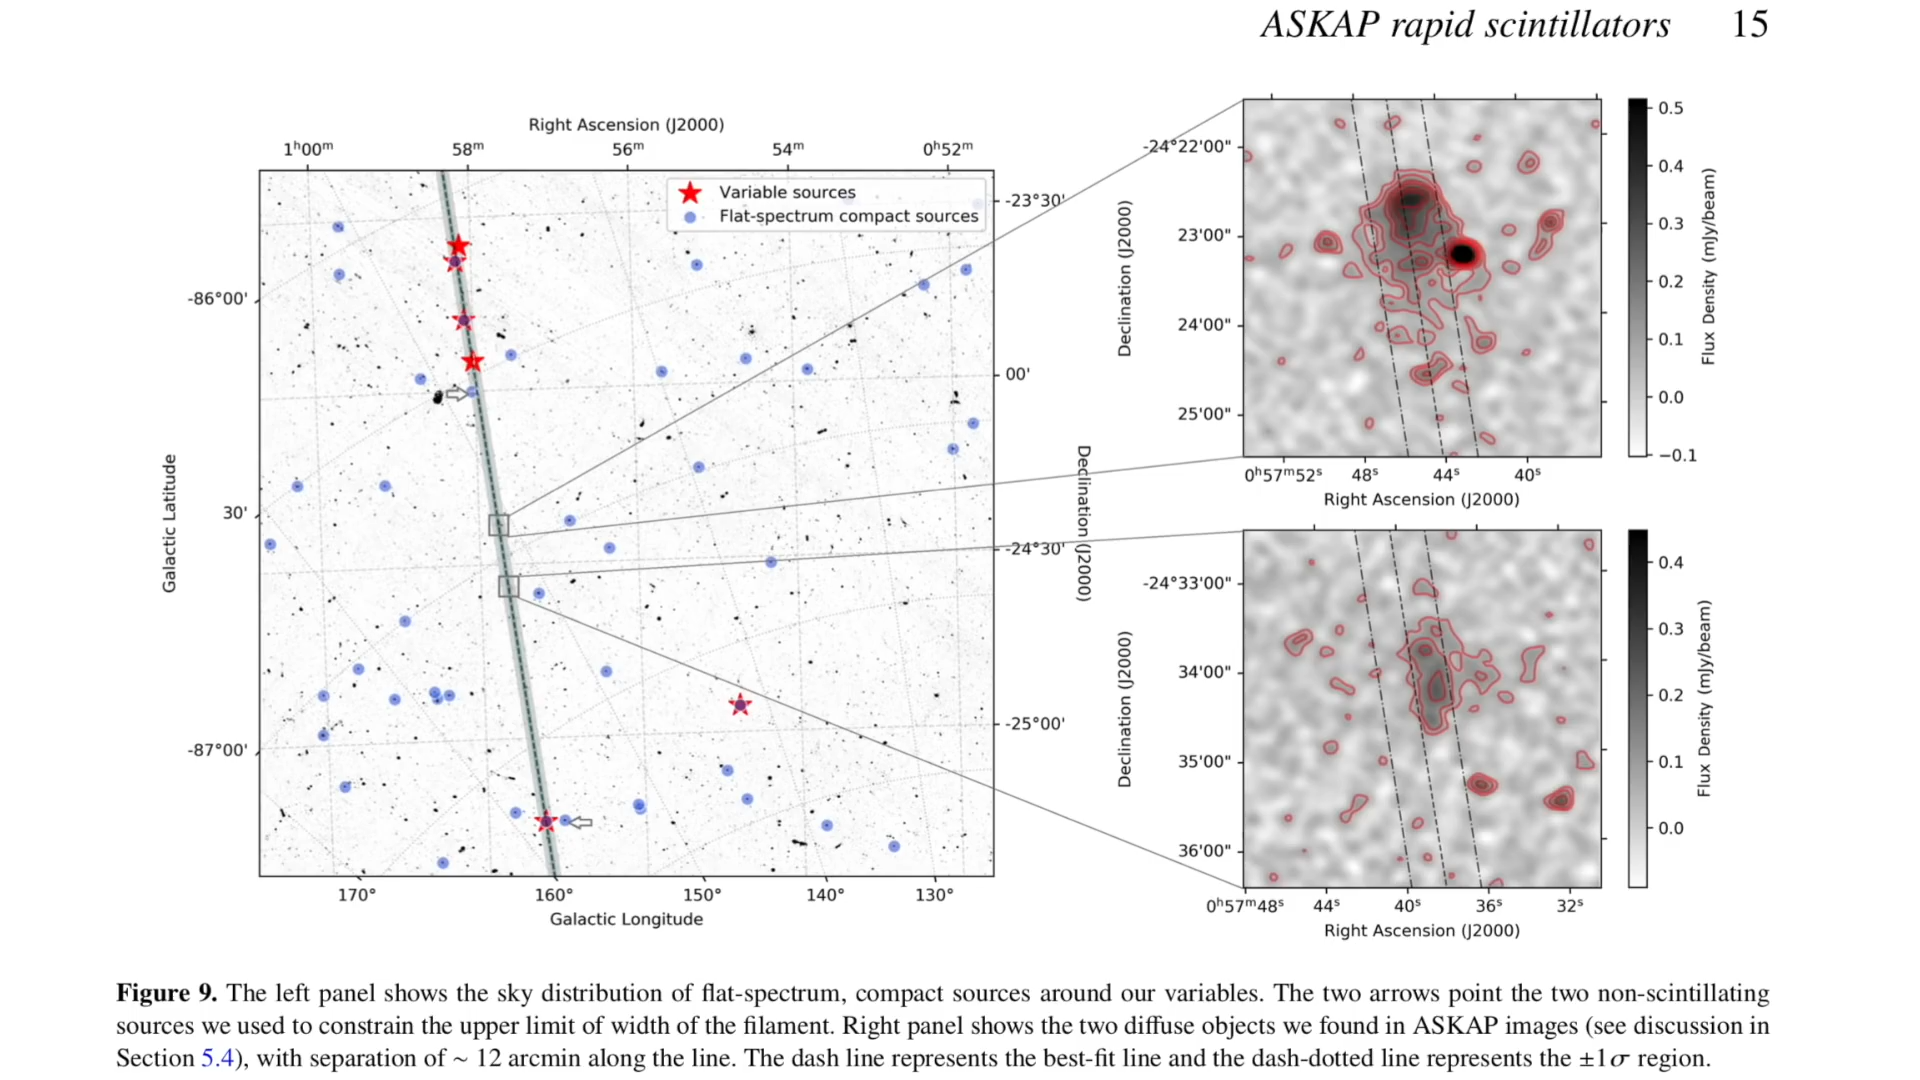 ASKAP rapid scintillators 15
Right Ascension (J2000)
1ʰ00ᵐ 58ᵐ 56ᵐ 54ᵐ 0ʰ52ᵐ
Variable sources
Flat-spectrum compact sources
-86°00'
30'
-87°00'
Galactic Latitude
-23°30'
00'
-24°30'
-25°00'
Declination (J2000)
170° 160° 150° 140° 130°
Galactic Longitude
-24°22'00"
23'00"
24'00"
25'00"
Declination (J2000)
0ʰ57ᵐ52ˢ 48ˢ 44ˢ 40ˢ
Right Ascension (J2000)
0.5
0.4
0.3
0.2
0.1
0.0
−0.1
Flux Density (mJy/beam)
-24°33'00"
34'00"
35'00"
36'00"
Declination (J2000)
0ʰ57ᵐ48ˢ 44ˢ 40ˢ 36ˢ 32ˢ
Right Ascension (J2000)
0.4
0.3
0.2
0.1
0.0
Flux Density (mJy/beam)
Figure 9. The left panel shows the sky distribution of flat-spectrum, compact sources around our variables. The two arrows point the two non-scintillating
sources we used to constrain the upper limit of width of the filament. Right panel shows the two diffuse objects we found in ASKAP images (see discussion in
Section 5.4), with separation of ~ 12 arcmin along the line. The dash line represents the best-fit line and the dash-dotted line represents the ±1σ region.